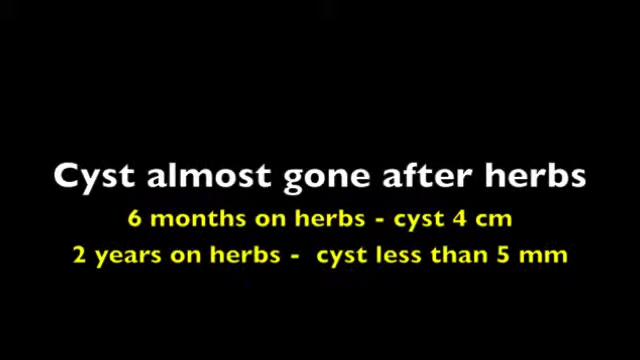 Cyst almost gone after herbs
6 months on herbs - cyst 4 cm
2 years on herbs -  cyst less than 5 mm